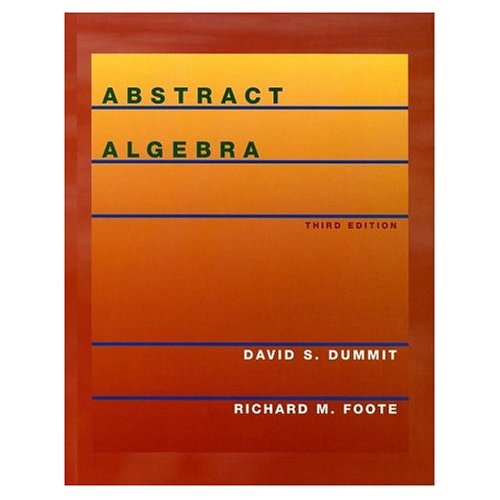 ABSTRACT
ALGEBRA
THIRD EDITION
DAVID S. DUMMIT
RICHARD M. FOOTE